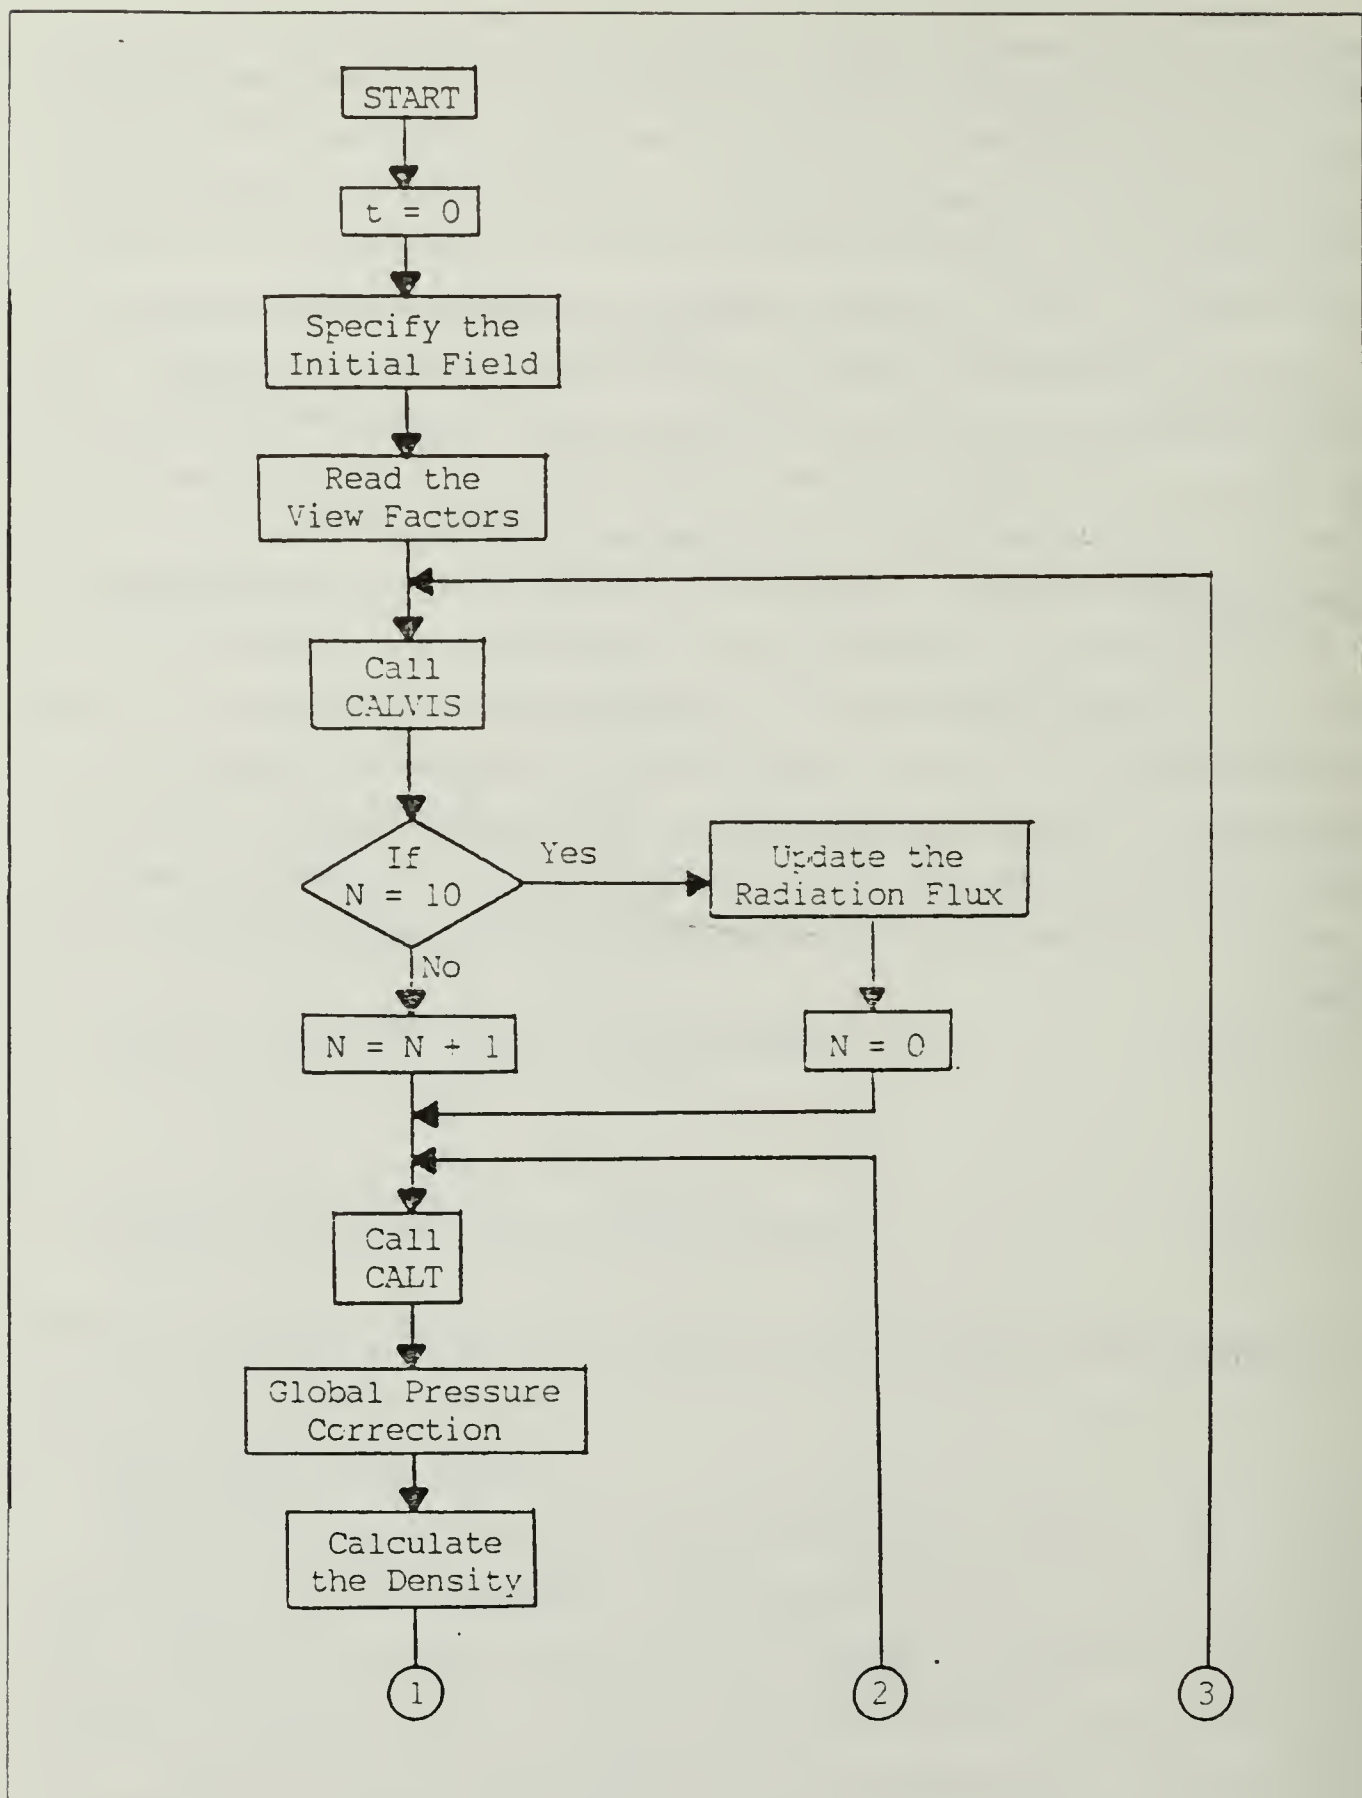 START
t = 0
Specify the
Initial Field
Read the
View Factors
Call
CALVIS
If
N = 10
Yes
Update the
Radiation Flux
No
N = N + 1
N = 0
Call
CALT
Global Pressure
Correction
Calculate
the Density
1
2
3